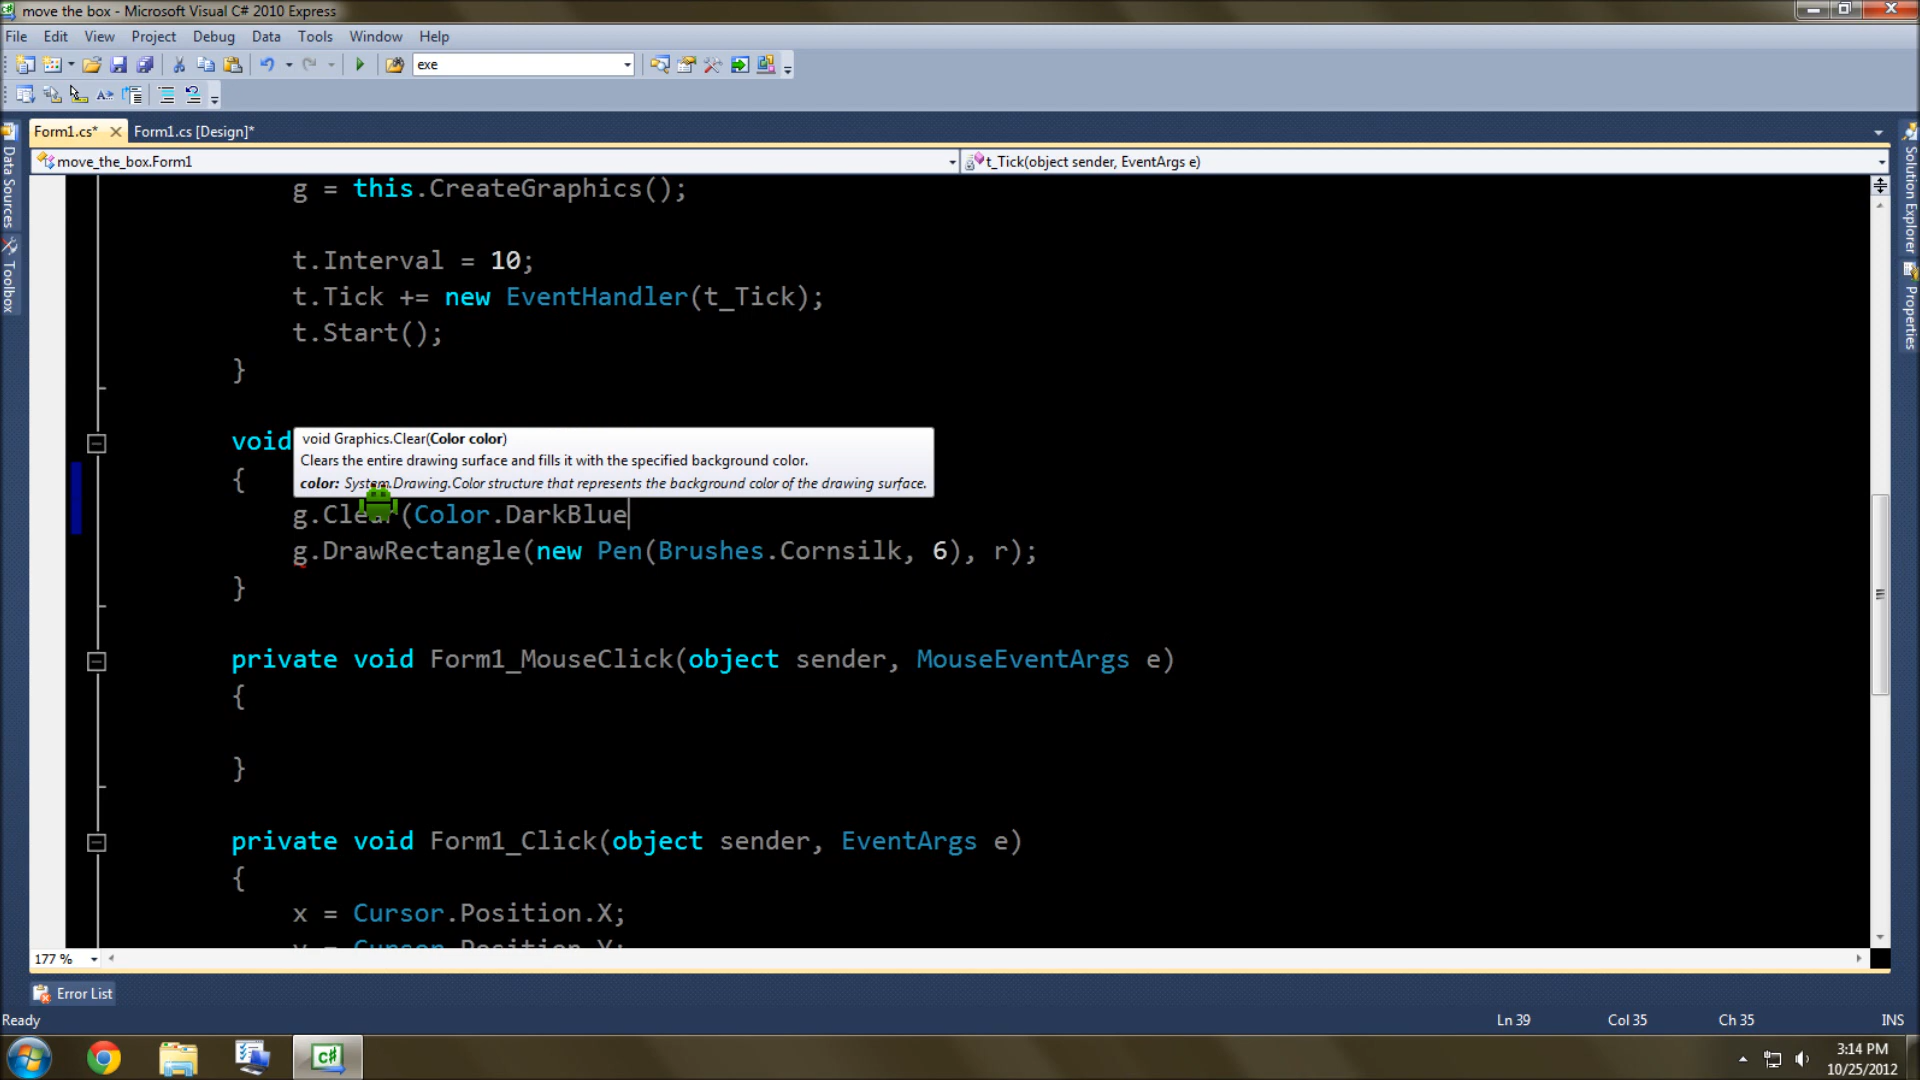 move the box - Microsoft Visual C# 2010 Express
File Edit View Project Debug Data Tools Window Help
exe
Form1.cs* Form1.cs [Design]*
move_the_box.Form1 t_Tick(object sender, EventArgs e)
Data Sources
Toolbox
Solution Explorer
Properties
g = this.CreateGraphics();
t.Interval = 10;
t.Tick += new EventHandler(t_Tick);
t.Start();
}
void
void Graphics.Clear(Color color)
Clears the entire drawing surface and fills it with the specified background color.
color: System.Drawing.Color structure that represents the background color of the drawing surface.
{
g.Clear(Color.DarkBlue
g.DrawRectangle(new Pen(Brushes.Cornsilk, 6), r);
}
private void Form1_MouseClick(object sender, MouseEventArgs e)
{
}
private void Form1_Click(object sender, EventArgs e)
{
x = Cursor.Position.X;
y = Cursor.Position.Y;
177 %
Error List
Ready Ln 39 Col 35 Ch 35 INS
C#
3:14 PM
10/25/2012